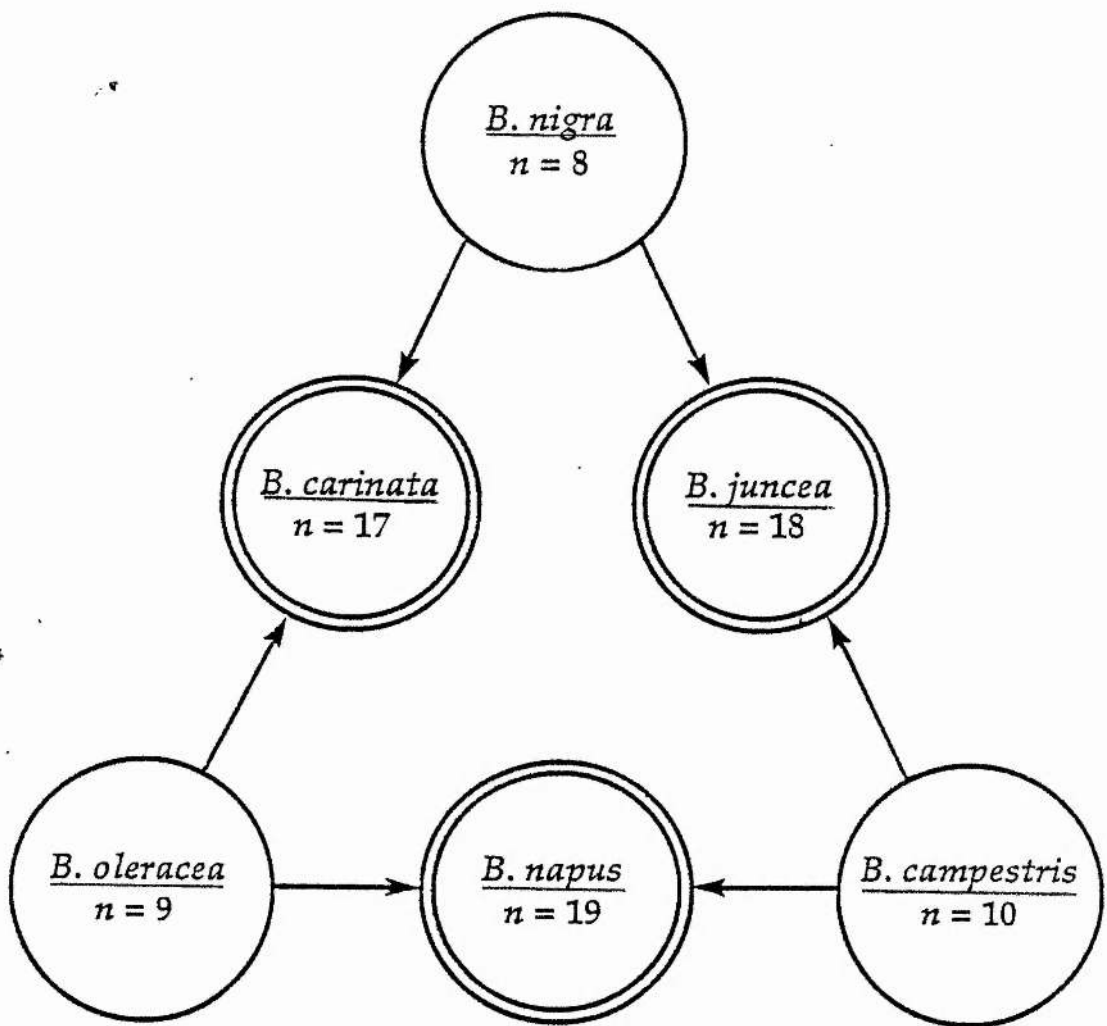 B. nigra
n = 8
B. carinata
n = 17
B. juncea
n = 18
B. oleracea
n = 9
B. napus
n = 19
B. campestris
n = 10